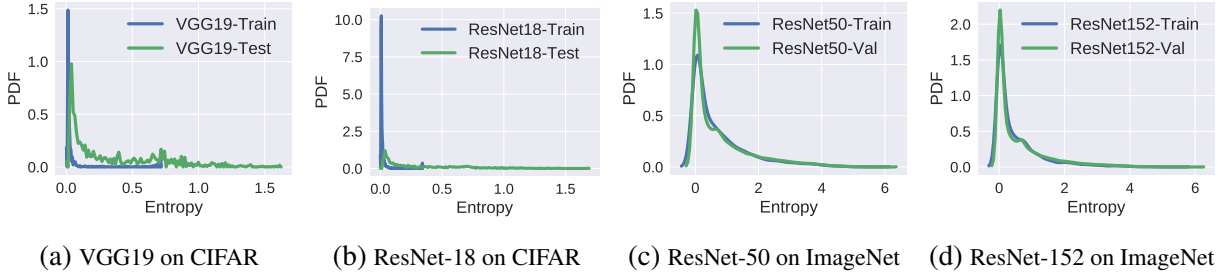 1.5
1.0
0.5
0.0
PDF
0.0 0.5 1.0 1.5
Entropy
VGG19-Train
VGG19-Test
10.0
7.5
5.0
2.5
0.0
PDF
0.0 0.5 1.0 1.5
Entropy
ResNet18-Train
ResNet18-Test
1.5
1.0
0.5
0.0
PDF
0 2 4 6
Entropy
ResNet50-Train
ResNet50-Val
2.0
1.5
1.0
0.5
0.0
PDF
0 2 4 6
Entropy
ResNet152-Train
ResNet152-Val
(a) VGG19 on CIFAR
(b) ResNet-18 on CIFAR
(c) ResNet-50 on ImageNet
(d) ResNet-152 on ImageNet